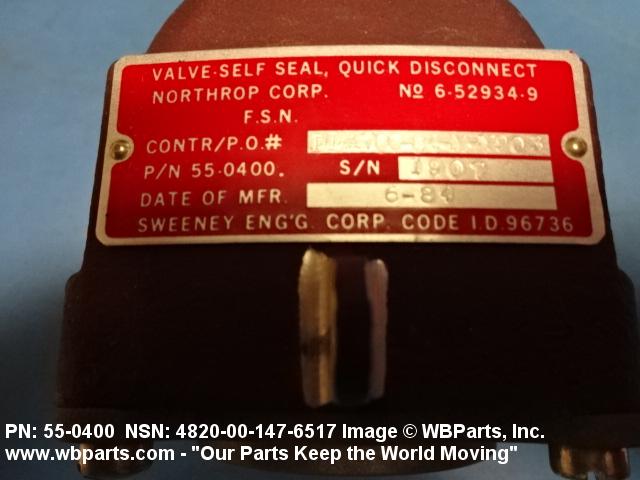 VALVE-SELF SEAL, QUICK DISCONNECT
NORTHROP CORP. Nº 6-52934-9
F.S.N.
CONTR/P.O.#
P/N 55-0400. S/N 1907
DATE OF MFR. 6-84
SWEENEY ENG'G. CORP. CODE I.D. 96736
PN: 55-0400 NSN: 4820-00-147-6517 Image © WBParts, Inc.
www.wbparts.com - "Our Parts Keep the World Moving"